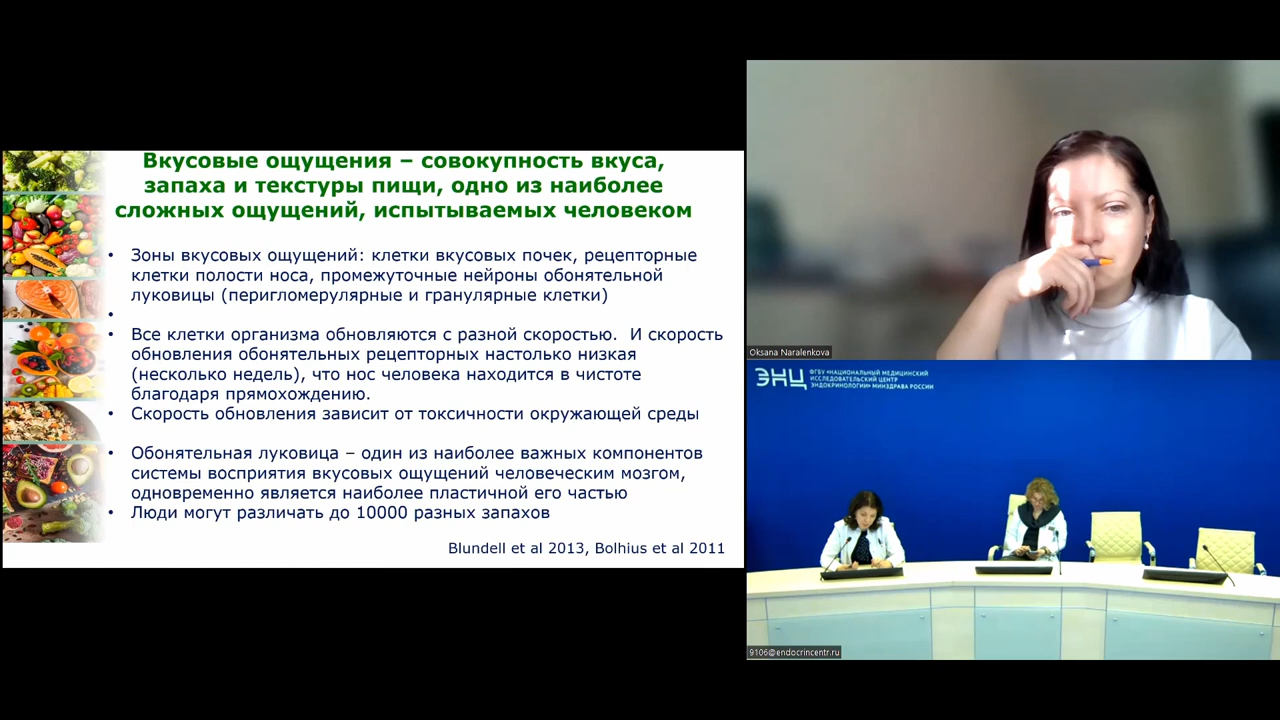 Вкусовые ощущения – совокупность вкуса,
запаха и текстуры пищи, одно из наиболее
сложных ощущений, испытываемых человеком
• Зоны вкусовых ощущений: клетки вкусовых почек, рецепторные
клетки полости носа, промежуточные нейроны обонятельной
луковицы (перигломерулярные и гранулярные клетки)
•
• Все клетки организма обновляются с разной скоростью. И скорость
обновления обонятельных рецепторных настолько низкая
(несколько недель), что нос человека находится в чистоте
благодаря прямохождению.
• Скорость обновления зависит от токсичности окружающей среды
• Обонятельная луковица – один из наиболее важных компонентов
системы восприятия вкусовых ощущений человеческим мозгом,
одновременно является наиболее пластичной его частью
• Люди могут различать до 10000 разных запахов
Blundell et al 2013, Bolhius et al 2011
Oksana Naralenkova
ЭНЦ
ФГБУ «НАЦИОНАЛЬНЫЙ МЕДИЦИНСКИЙ
ИССЛЕДОВАТЕЛЬСКИЙ ЦЕНТР
ЭНДОКРИНОЛОГИИ» МИНЗДРАВА РОССИИ
9106@endocrincentr.ru